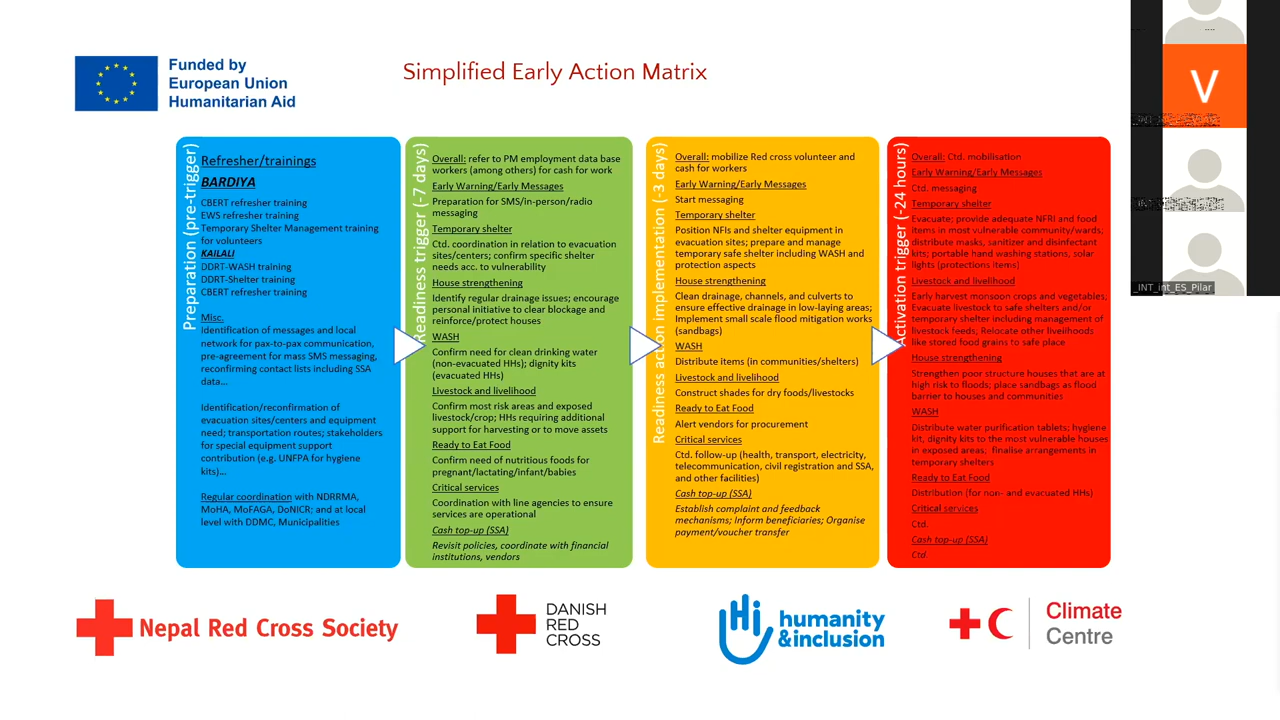 Funded by
European Union
Humanitarian Aid
Simplified Early Action Matrix
Preparation (pre-trigger)
Refresher/trainings
BARDIYA
CBERT refresher training
EWS refresher training
Temporary Shelter Management training
for volunteers
KAILALI
DDRT-WASH training
DDRT-Shelter training
CBERT refresher training
Misc.
Identification of messages and local
network for pax-to-pax communication,
pre-agreement for mass SMS messaging,
reconfirming contact lists including SSA
data...
Identification/reconfirmation of
evacuation sites/centers and equipment
need; transportation routes; stakeholders
for special equipment support
contribution (e.g. UNFPA for hygiene
kits)...
Regular coordination with NDRRMA,
MoHA, MoFAGA, DoNICR; and at local
level with DDMC, Municipalities
Readiness trigger (-7 days)
Overall: refer to PM employment data base
workers (among others) for cash for work
Early Warning/Early Messages
Preparation for SMS/in-person/radio
messaging
Temporary shelter
Ctd. coordination in relation to evacuation
sites/centers; confirm specific shelter
needs acc. to vulnerability
House strengthening
Identify regular drainage issues; encourage
personal initiative to clear blockage and
reinforce/protect houses
WASH
Confirm need for clean drinking water
(non-evacuated HHs); dignity kits
(evacuated HHs)
Livestock and livelihood
Confirm most risk areas and exposed
livestock/crop; HHs requiring additional
support for harvesting or to move assets
Ready to Eat Food
Confirm need of nutritious foods for
pregnant/lactating/infant/babies
Critical services
Coordination with line agencies to ensure
services are operational
Cash top-up (SSA)
Revisit policies, coordinate with financial
institutions, vendors
Readiness action implementation (-3 days)
Overall: mobilize Red cross volunteer and
cash for workers
Early Warning/Early Messages
Start messaging
Temporary shelter
Position NFIs and shelter equipment in
evacuation sites; prepare and manage
temporary safe shelter including WASH and
protection aspects
House strengthening
Clean drainage, channels, and culverts to
ensure effective drainage in low-laying areas;
Implement small scale flood mitigation works
(sandbags)
WASH
Distribute items (in communities/shelters)
Livestock and livelihood
Construct shades for dry foods/livestocks
Ready to Eat Food
Alert vendors for procurement
Critical services
Ctd. follow-up (health, transport, electricity,
telecommunication, civil registration and SSA,
and other facilities)
Cash top-up (SSA)
Establish complaint and feedback
mechanisms; Inform beneficiaries; Organise
payment/voucher transfer
Activation trigger (-24 hours)
Overall: Ctd. mobilisation
Early Warning/Early Messages
Ctd. messaging
Temporary shelter
Evacuate; provide adequate NFRI and food
items in most vulnerable community/wards;
distribute masks, sanitizer and disinfectant
kits; portable hand washing stations, solar
lights (protections items)
Livestock and livelihood
Early harvest monsoon crops and vegetables;
Evacuate livestock to safe shelters and/or
temporary shelter including management of
livestock feeds; Relocate other livelihoods
like stored food grains to safe place
House strengthening
Strengthen poor structure houses that are at
high risk to floods; place sandbags as flood
barrier to houses and communities
WASH
Distribute water purification tablets; hygiene
kit, dignity kits to the most vulnerable houses
in exposed areas; finalise arrangements in
temporary shelters
Ready to Eat Food
Distribution (for non- and evacuated HHs)
Critical services
Ctd.
Cash top-up (SSA)
Ctd.
V
_INT_int_ES_Pilar
Nepal Red Cross Society
DANISH
RED
CROSS
Hi
humanity
&inclusion
Climate
Centre